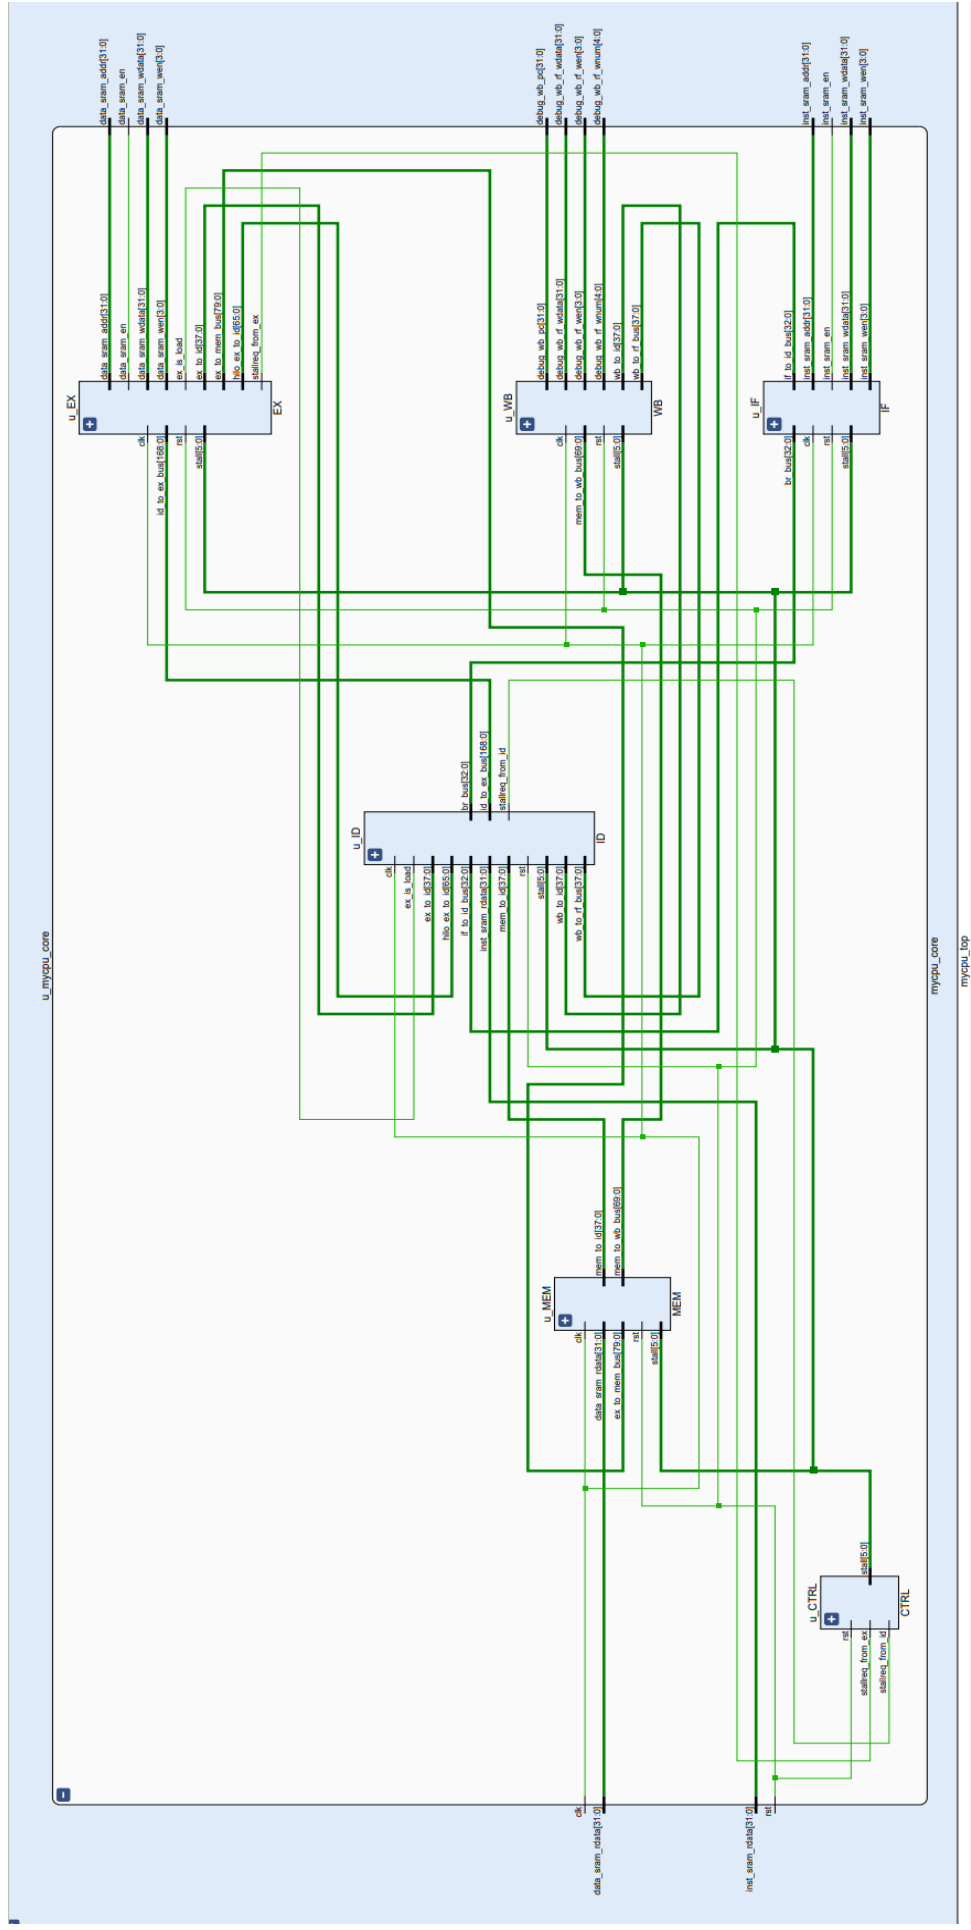 data_sram_addr[31:0]
data_sram_en
data_sram_wdata[31:0]
data_sram_wen[3:0]
debug_wb_pc[31:0]
debug_wb_rf_wdata[31:0]
debug_wb_rf_wen[3:0]
debug_wb_rf_wnum[4:0]
inst_sram_addr[31:0]
inst_sram_en
inst_sram_wdata[31:0]
inst_sram_wen[3:0]
data_sram_addr[31:0]
data_sram_en
data_sram_wdata[31:0]
data_sram_wen[3:0]
ex_is_load
ex_to_id[37:0]
ex_to_mem_bus[79:0]
hilo_ex_to_id[65:0]
stallreq_from_ex
u_EX
EX
clk
id_to_ex_bus[168:0]
rst
stall[5:0]
debug_wb_pc[31:0]
debug_wb_rf_wdata[31:0]
debug_wb_rf_wen[3:0]
debug_wb_rf_wnum[4:0]
wb_to_id[37:0]
wb_to_rf_bus[37:0]
u_WB
WB
clk
mem_to_wb_bus[69:0]
rst
stall[5:0]
if_to_id_bus[32:0]
inst_sram_addr[31:0]
inst_sram_en
inst_sram_wdata[31:0]
inst_sram_wen[3:0]
u_IF
IF
br_bus[32:0]
clk
rst
stall[5:0]
br_bus[32:0]
id_to_ex_bus[168:0]
stallreq_from_id
u_ID
ID
clk
ex_is_load
ex_to_id[37:0]
hilo_ex_to_id[65:0]
if_to_id_bus[32:0]
inst_sram_rdata[31:0]
mem_to_id[37:0]
rst
stall[5:0]
wb_to_id[37:0]
wb_to_rf_bus[37:0]
u_mycpu_core
mycpu_core
mycpu_top
mem_to_id[37:0]
mem_to_wb_bus[69:0]
u_MEM
MEM
clk
data_sram_rdata[31:0]
ex_to_mem_bus[79:0]
rst
stall[5:0]
stall[5:0]
u_CTRL
CTRL
rst
stallreq_from_ex
stallreq_from_id
clk
data_sram_rdata[31:0]
inst_sram_rdata[31:0]
rst